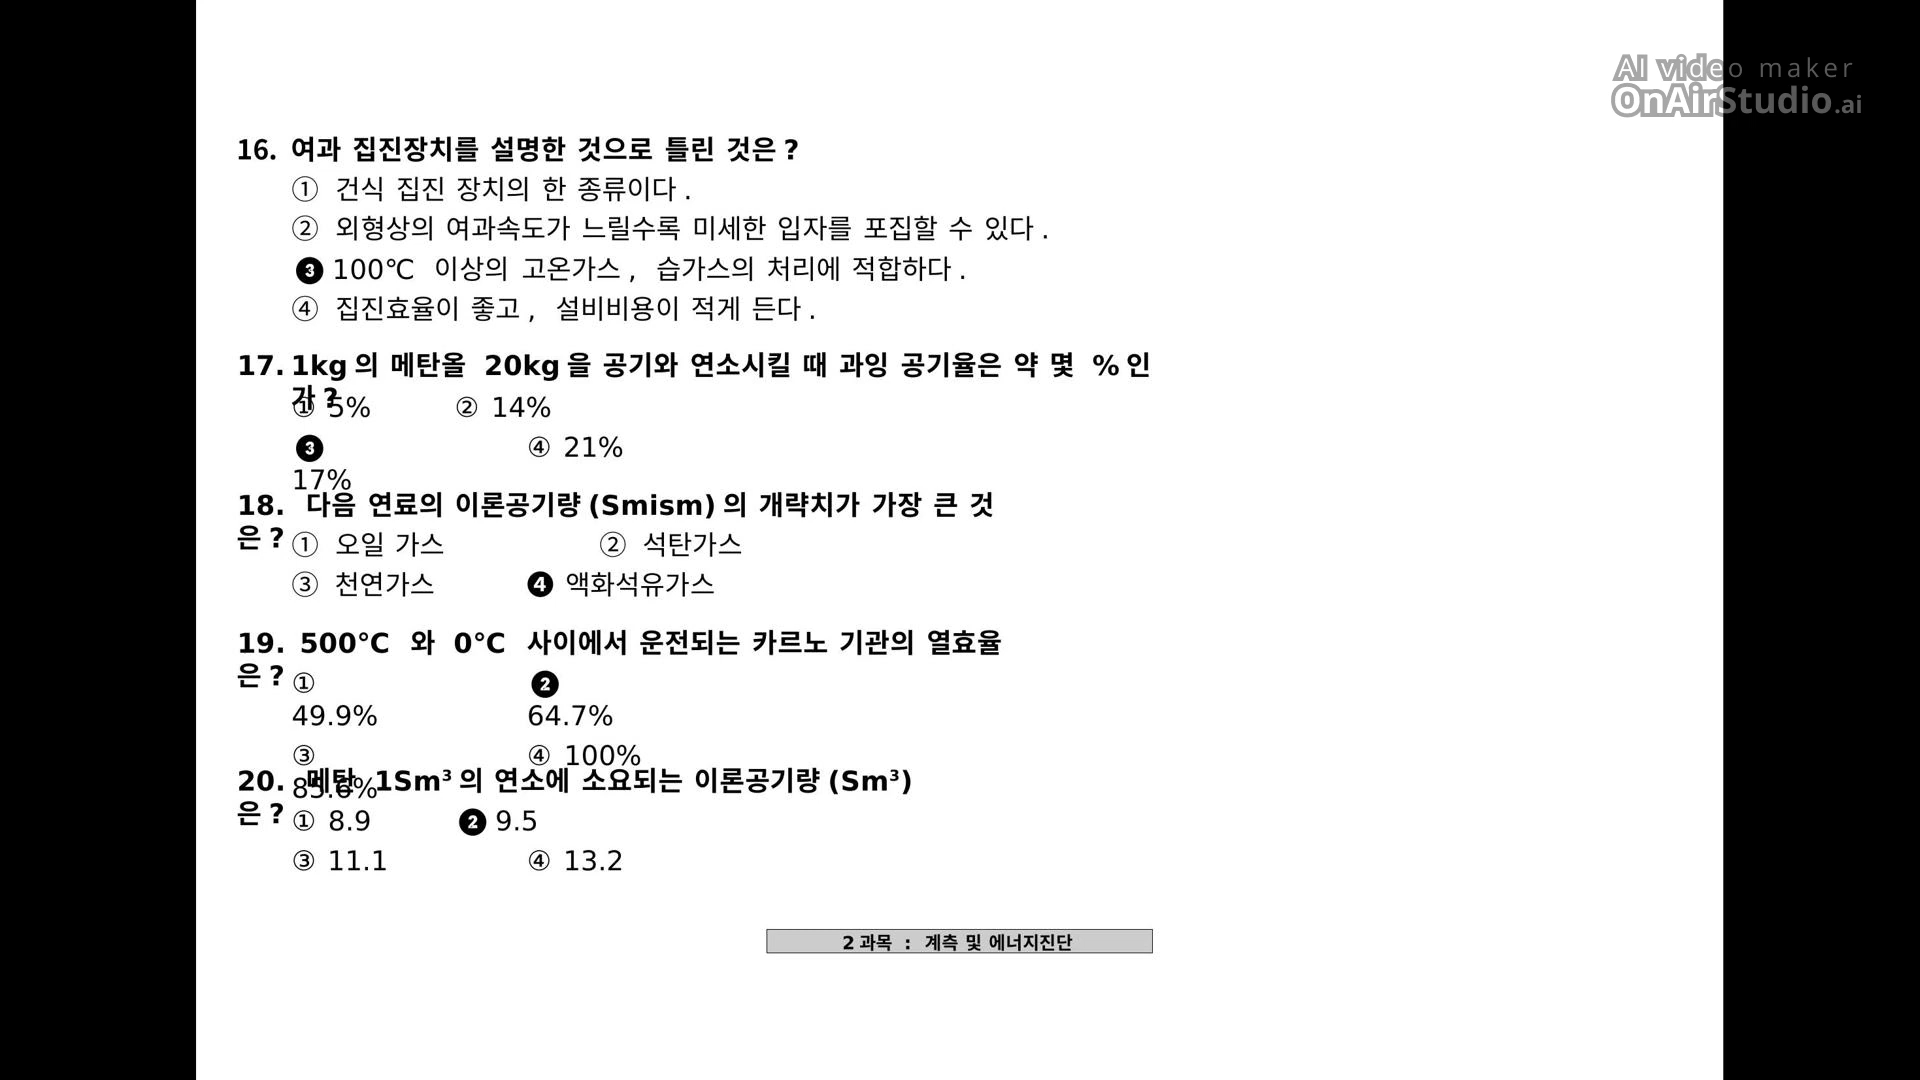 AI video maker
OnAirStudio.ai
16. 여과 집진장치를 설명한 것으로 틀린 것은?
① 건식 집진 장치의 한 종류이다.
② 외형상의 여과속도가 느릴수록 미세한 입자를 포집할 수 있다.
❸ 100℃ 이상의 고온가스, 습가스의 처리에 적합하다.
④ 집진효율이 좋고, 설비비용이 적게 든다.
17. 1kg의 메탄올 20kg을 공기와 연소시킬 때 과잉 공기율은 약 몇 %인
가?
① 5% ② 14%
❸ ④ 21%
17%
18. 다음 연료의 이론공기량(Smism)의 개략치가 가장 큰 것
은?
① 오일 가스 ② 석탄가스
③ 천연가스 ❹ 액화석유가스
19. 500℃ 와 0℃ 사이에서 운전되는 카르노 기관의 열효율
은?
① ❷
49.9% 64.7%
③ ④ 100%
85.6%
20. 메탄 1Sm³의 연소에 소요되는 이론공기량(Sm³)
은?
① 8.9 ❷ 9.5
③ 11.1 ④ 13.2
2과목 : 계측 및 에너지진단